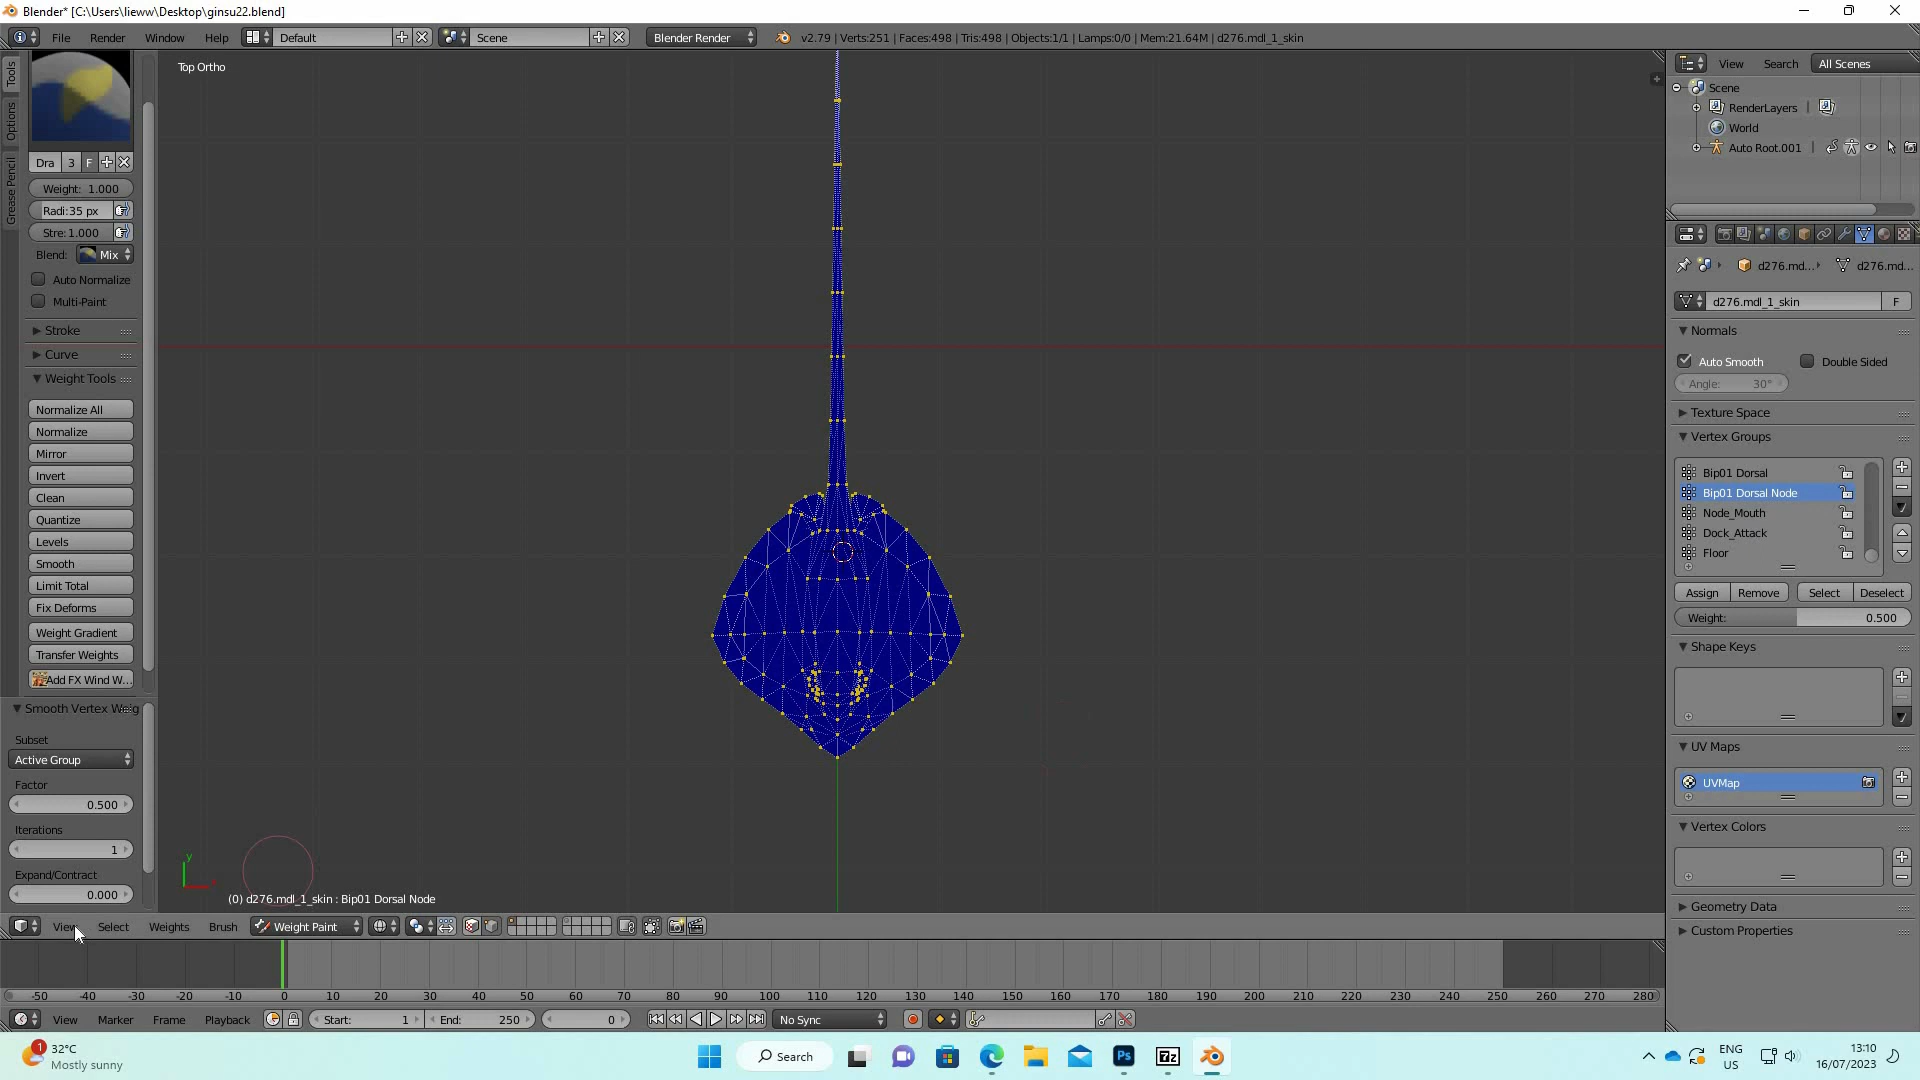 Blender* [C:\Users\lieww\Desktop\ginsu22.blend]
File Render Window Help Default Scene Blender Render v2.79 | Verts:251 | Faces:498 | Tris:498 | Objects:1/1 | Lamps:0/0 | Mem:21.64M | d276.mdl_1_skin
Top Ortho
Tools
Options
Grease Pencil
Dra 3 F
Weight: 1.000
Radi:35 px
Stre: 1.000
Blend: Mix
Auto Normalize
Multi-Paint
Stroke
Curve
Weight Tools
Normalize All
Normalize
Mirror
Invert
Clean
Quantize
Levels
Smooth
Limit Total
Fix Deforms
Weight Gradient
Transfer Weights
Add FX Wind W...
Smooth Vertex Weig
Subset
Active Group
Factor
0.500
Iterations
1
Expand/Contract
0.000
y
(0) d276.mdl_1_skin : Bip01 Dorsal Node
View Select Weights Brush Weight Paint
-50 -40 -30 -20 -10 0 10 20 30 40 50 60 70 80 90 100 110 120 130 140 150 160 170 180 190 200 210 220 230 240 250 260 270 280
View Marker Frame Playback Start: 1 End: 250 0 No Sync
View Search All Scenes
Scene
RenderLayers |
World
Auto Root.001 |
d276.md... d276.md...
d276.mdl_1_skin F
Normals
Auto Smooth Double Sided
Angle: 30°
Texture Space
Vertex Groups
Bip01 Dorsal
Bip01 Dorsal Node
Node_Mouth
Dock_Attack
Floor
Assign Remove Select Deselect
Weight: 0.500
Shape Keys
UV Maps
UVMap
Vertex Colors
Geometry Data
Custom Properties
1 32°C
Mostly sunny
Search
Ps
7z
ENG
US
13:10
16/07/2023